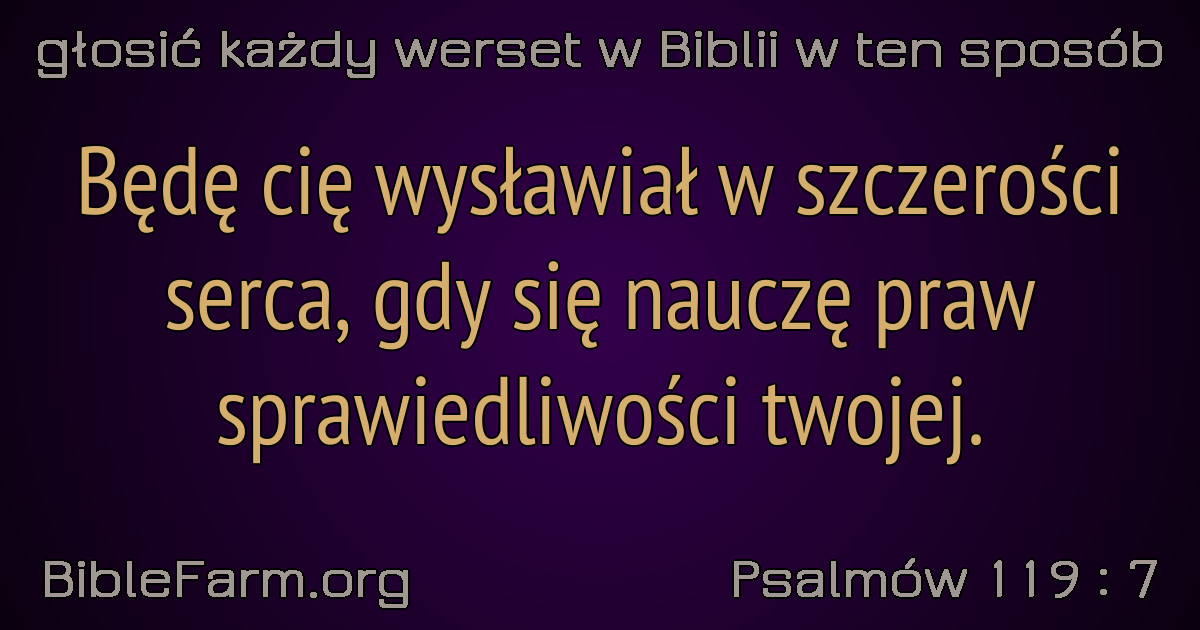 głosić każdy werset w Biblii w ten sposób
Będę cię wysławiał w szczerości
serca, gdy się nauczę praw
sprawiedliwości twojej.
BibleFarm.org
Psalmów 119 : 7